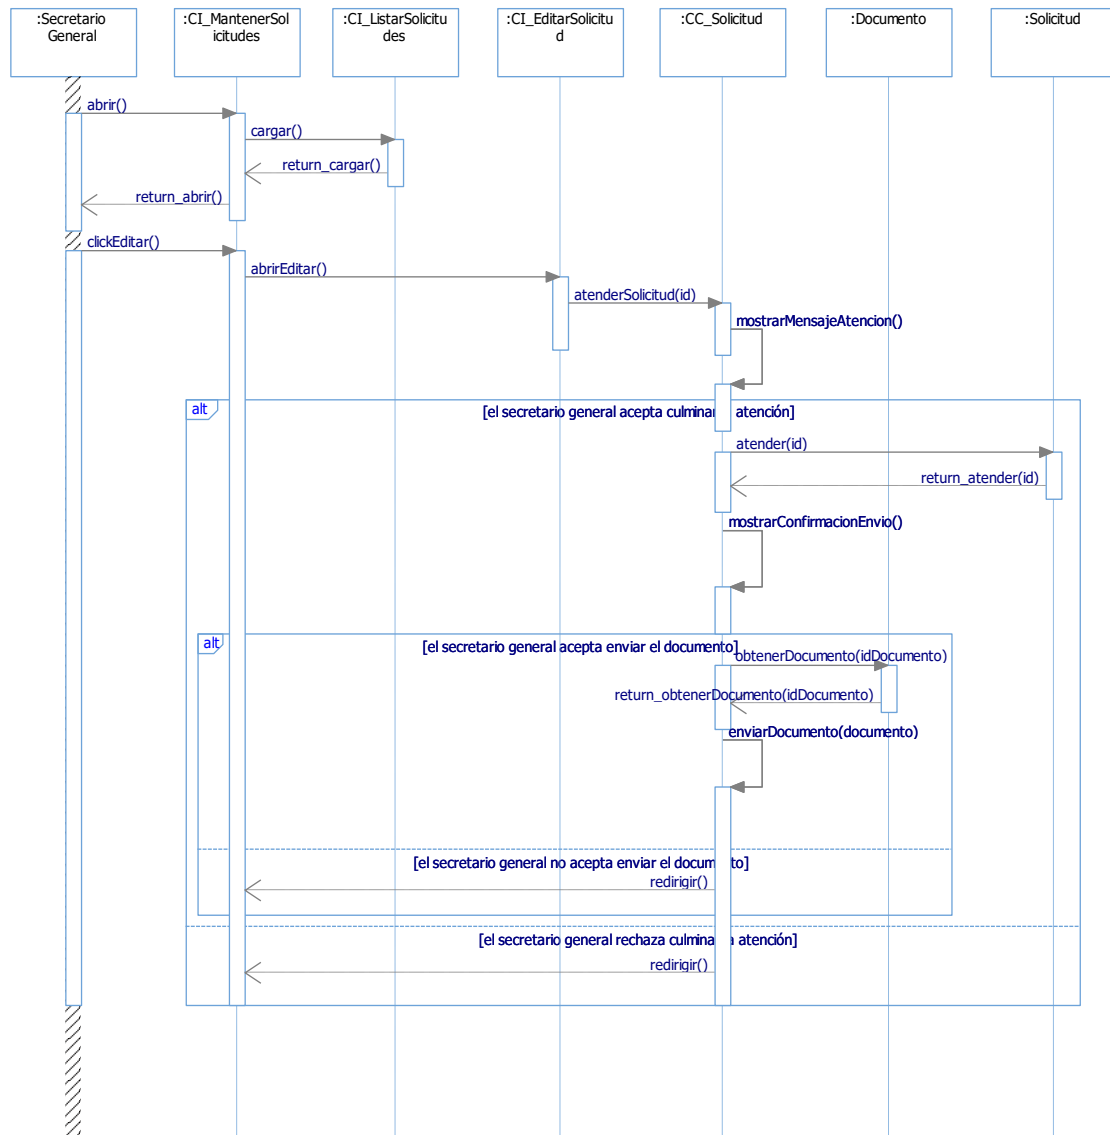 :Secretario
General
:CI_MantenerSol
icitudes
:CI_ListarSolicitu
des
:CI_EditarSolicitu
d
:CC_Solicitud
:Documento
:Solicitud
abrir()
cargar()
return_cargar()
return_abrir()
clickEditar()
abrirEditar()
atenderSolicitud(id)
mostrarMensajeAtencion()
alt
[el secretario general acepta culminar atención]
atender(id)
return_atender(id)
mostrarConfirmacionEnvio()
alt
[el secretario general acepta enviar el documento]
obtenerDocumento(idDocumento)
return_obtenerDocumento(idDocumento)
enviarDocumento(documento)
[el secretario general no acepta enviar el documento]
redirigir()
[el secretario general rechaza culminar la atención]
redirigir()